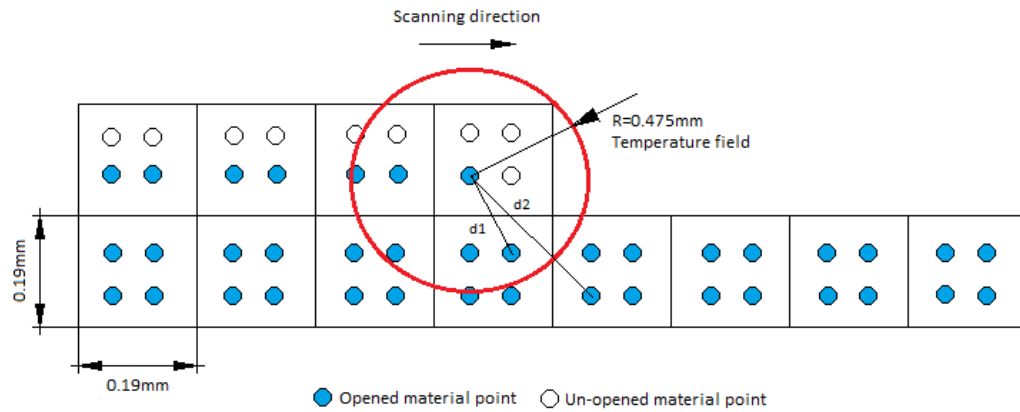 Scanning direction
R=0.475mm
Temperature field
d1
d2
0.19mm
0.19mm
Opened material point
Un-opened material point